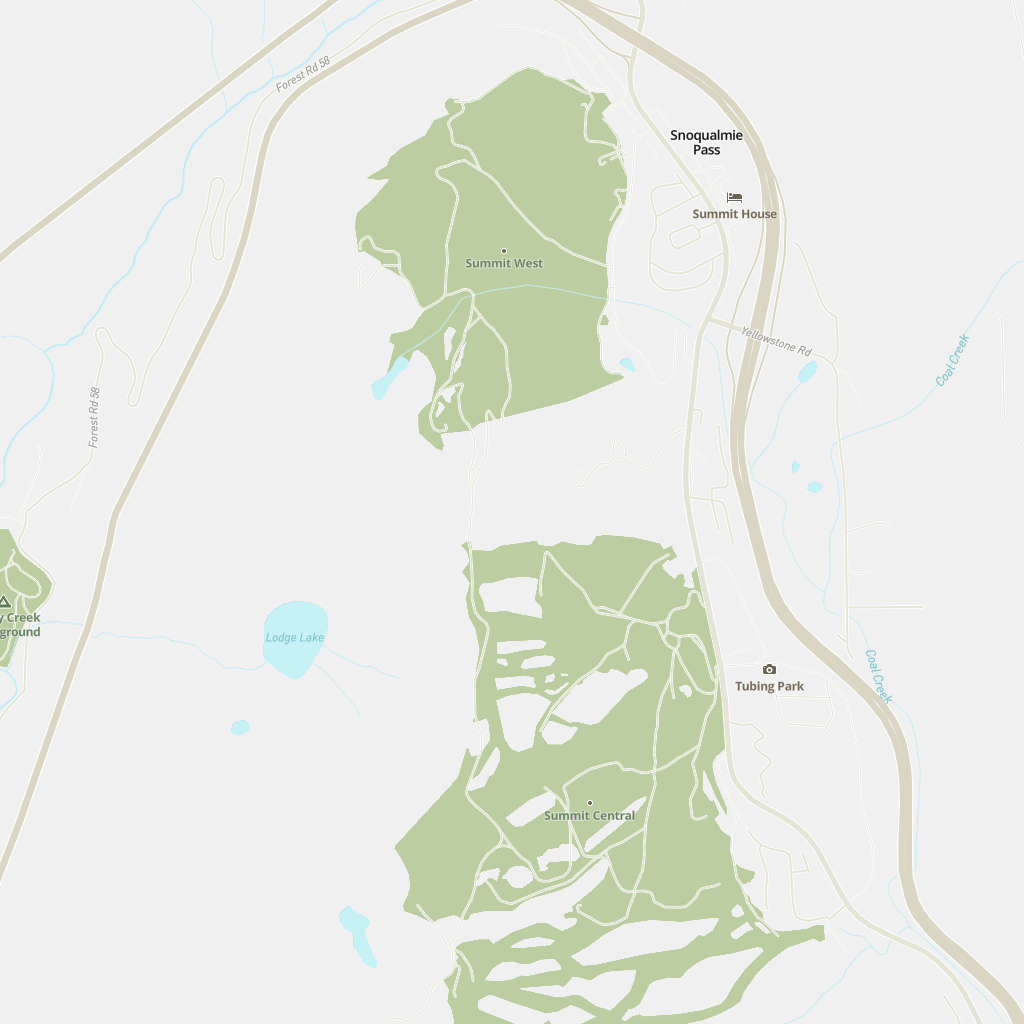 Forest Rd 58
Snoqualmie
Pass
Summit House
Summit West
Yellowstone Rd
Coal Creek
Forest Rd 58
y Creek
ground
Lodge Lake
Coal Creek
Tubing Park
Summit Central